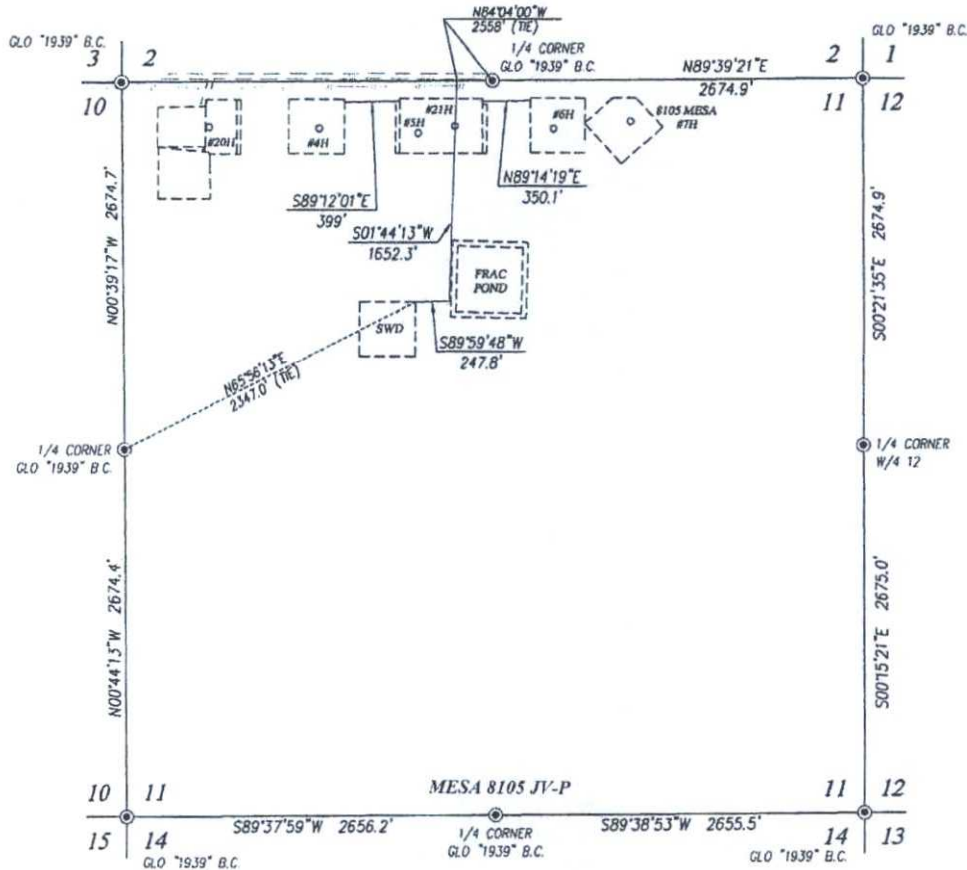 GLO "1939" B.C.
3 2
10
N64°04'00"W
2558' (TIE)
1/4 CORNER
GLO "1939" B.C.
N89°39'21"E
2674.9'
GLO "1939" B.C.
2 1
11 12
#20H
#4H
#5H
#21H
#6H
#105 MESA
#7H
S89°12'01"E
399'
N89°14'19"E
350.1'
S01°44'13"W
1652.3'
N00°39'17"W 2674.7'
S00°21'35"E 2674.9'
FRAC
POND
SWD
S89°59'48"W
247.8'
N65°56'13"E
2347.0' (TIE)
1/4 CORNER
GLO "1939" B.C.
1/4 CORNER
W/4 12
N00°44'13"W 2674.4'
S00°15'21"E 2675.0'
MESA 8105 JV-P
10 11
15 14
GLO "1939" B.C.
S89°37'59"W 2656.2'
1/4 CORNER
GLO "1939" B.C.
S89°38'53"W 2655.5'
11 12
14 13
GLO "1939" B.C.